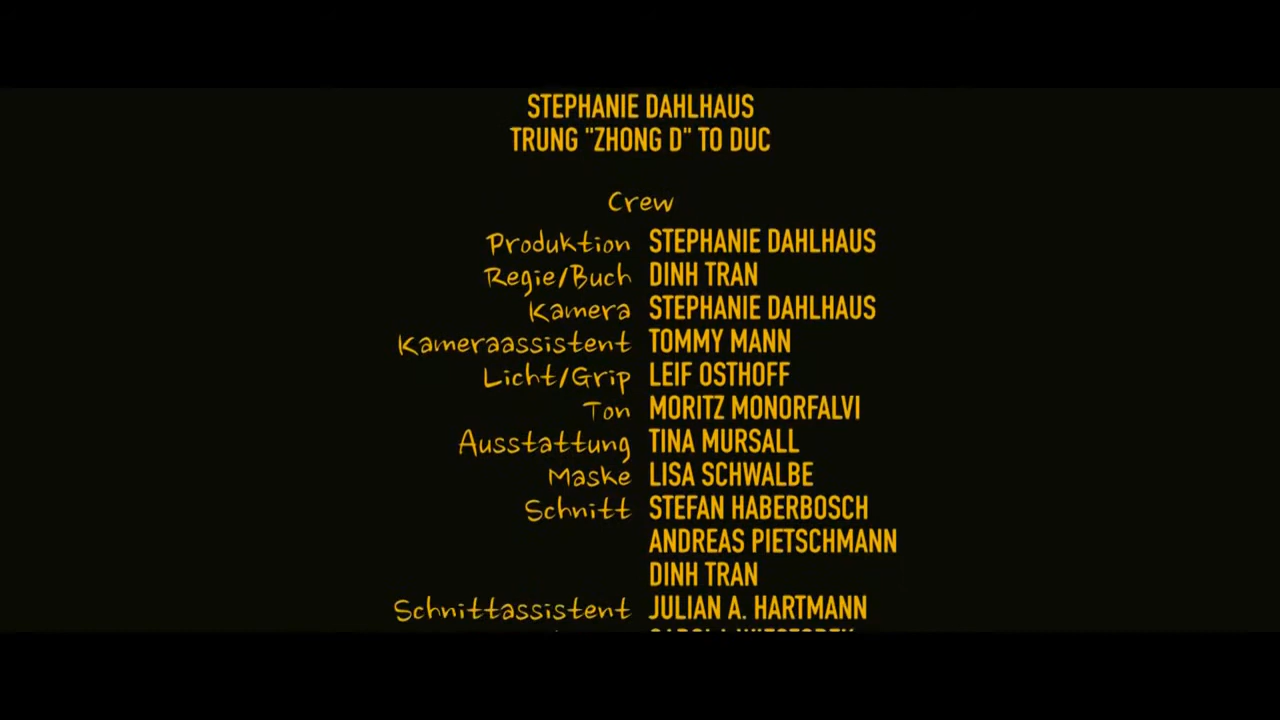 STEPHANIE DAHLHAUS
TRUNG "ZHONG D" TO DUC
Crew
Produktion STEPHANIE DAHLHAUS
Regie/Buch DINH TRAN
Kamera STEPHANIE DAHLHAUS
Kameraassistent TOMMY MANN
Licht/Grip LEIF OSTHOFF
Ton MORITZ MONORFALVI
Ausstattung TINA MURSALL
Maske LISA SCHWALBE
Schnitt STEFAN HABERBOSCH
ANDREAS PIETSCHMANN
DINH TRAN
Schnittassistent JULIAN A. HARTMANN